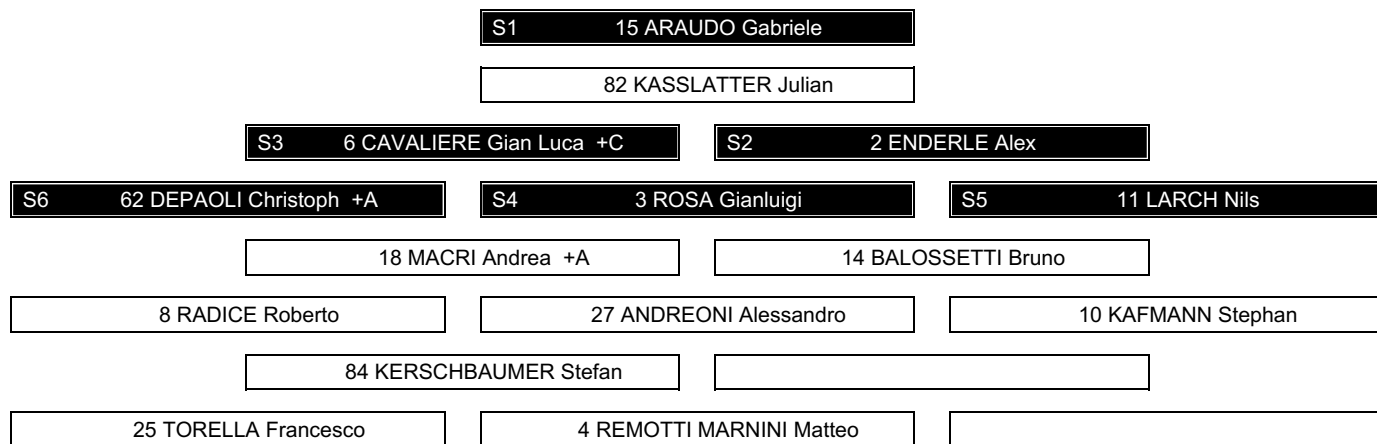 S1 15 ARAUDO Gabriele
82 KASSLATTER Julian
S3 6 CAVALIERE Gian Luca +C S2 2 ENDERLE Alex
S6 62 DEPAOLI Christoph +A S4 3 ROSA Gianluigi S5 11 LARCH Nils
18 MACRI Andrea +A 14 BALOSSETTI Bruno
8 RADICE Roberto 27 ANDREONI Alessandro 10 KAFMANN Stephan
84 KERSCHBAUMER Stefan
25 TORELLA Francesco 4 REMOTTI MARNINI Matteo